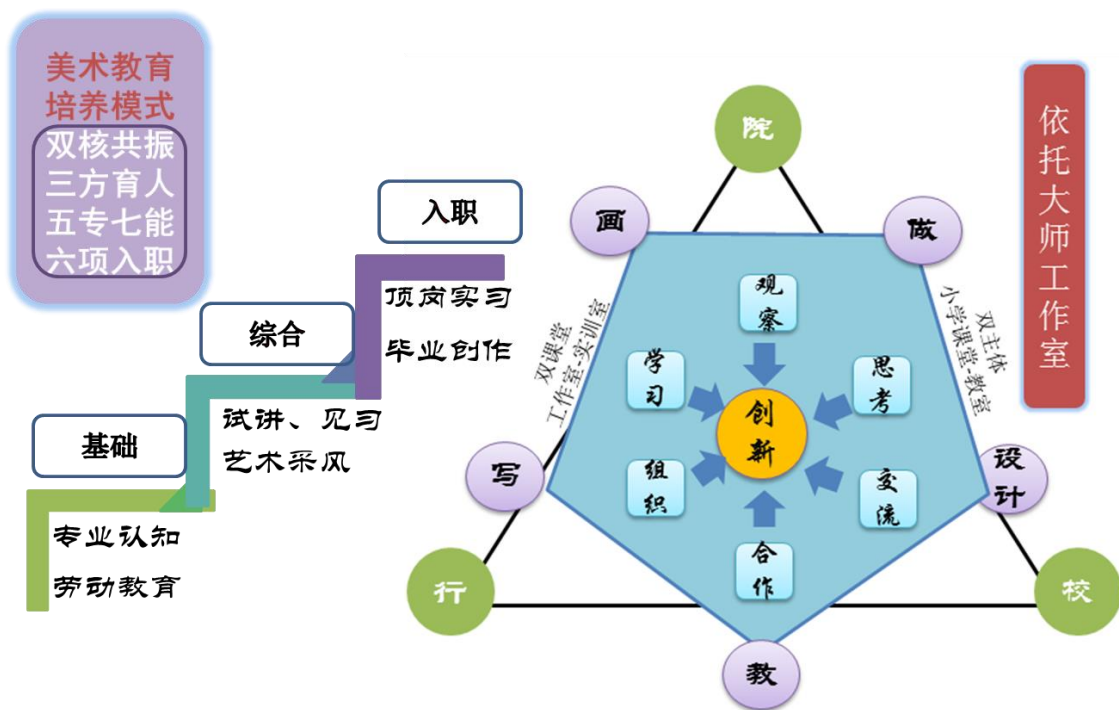 美术教育
培养模式
双核共振
三方育人
五专七能
六项入职
入职
顶岗实习
毕业创作
综合
试讲、见习
艺术采风
基础
专业认知
劳动教育
院
画
做
双课堂
工作室-实训室
双主体
小学课堂-教室
观察
学习
思考
创新
组织
交流
合作
写
设计
行
校
教
依托大师工作室